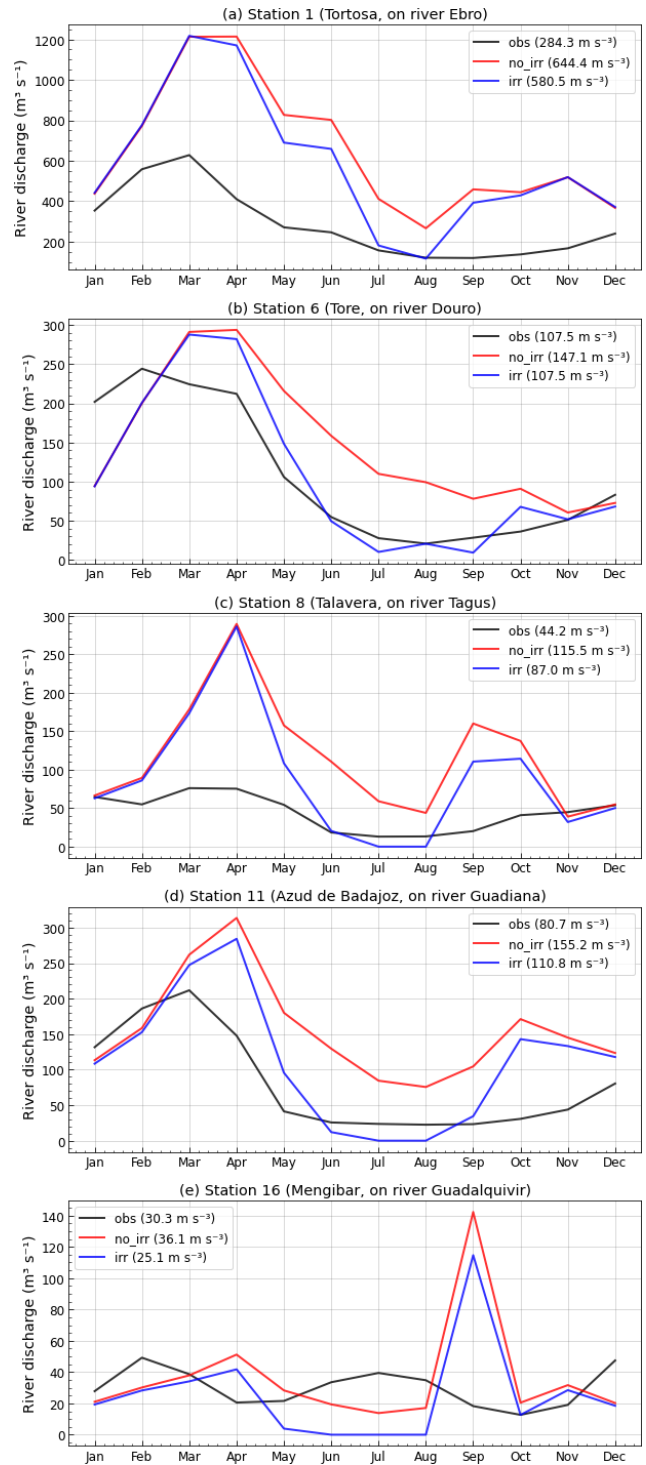 (a) Station 1 (Tortosa, on river Ebro)
River discharge (m³ s⁻¹)
1200
1000
800
600
400
200
obs (284.3 m s⁻³)
no_irr (644.4 m s⁻³)
irr (580.5 m s⁻³)
Jan Feb Mar Apr May Jun Jul Aug Sep Oct Nov Dec
(b) Station 6 (Tore, on river Douro)
River discharge (m³ s⁻¹)
300
250
200
150
100
50
0
obs (107.5 m s⁻³)
no_irr (147.1 m s⁻³)
irr (107.5 m s⁻³)
Jan Feb Mar Apr May Jun Jul Aug Sep Oct Nov Dec
(c) Station 8 (Talavera, on river Tagus)
River discharge (m³ s⁻¹)
300
250
200
150
100
50
0
obs (44.2 m s⁻³)
no_irr (115.5 m s⁻³)
irr (87.0 m s⁻³)
Jan Feb Mar Apr May Jun Jul Aug Sep Oct Nov Dec
(d) Station 11 (Azud de Badajoz, on river Guadiana)
River discharge (m³ s⁻¹)
300
250
200
150
100
50
0
obs (80.7 m s⁻³)
no_irr (155.2 m s⁻³)
irr (110.8 m s⁻³)
Jan Feb Mar Apr May Jun Jul Aug Sep Oct Nov Dec
(e) Station 16 (Mengibar, on river Guadalquivir)
River discharge (m³ s⁻¹)
140
120
100
80
60
40
20
0
obs (30.3 m s⁻³)
no_irr (36.1 m s⁻³)
irr (25.1 m s⁻³)
Jan Feb Mar Apr May Jun Jul Aug Sep Oct Nov Dec